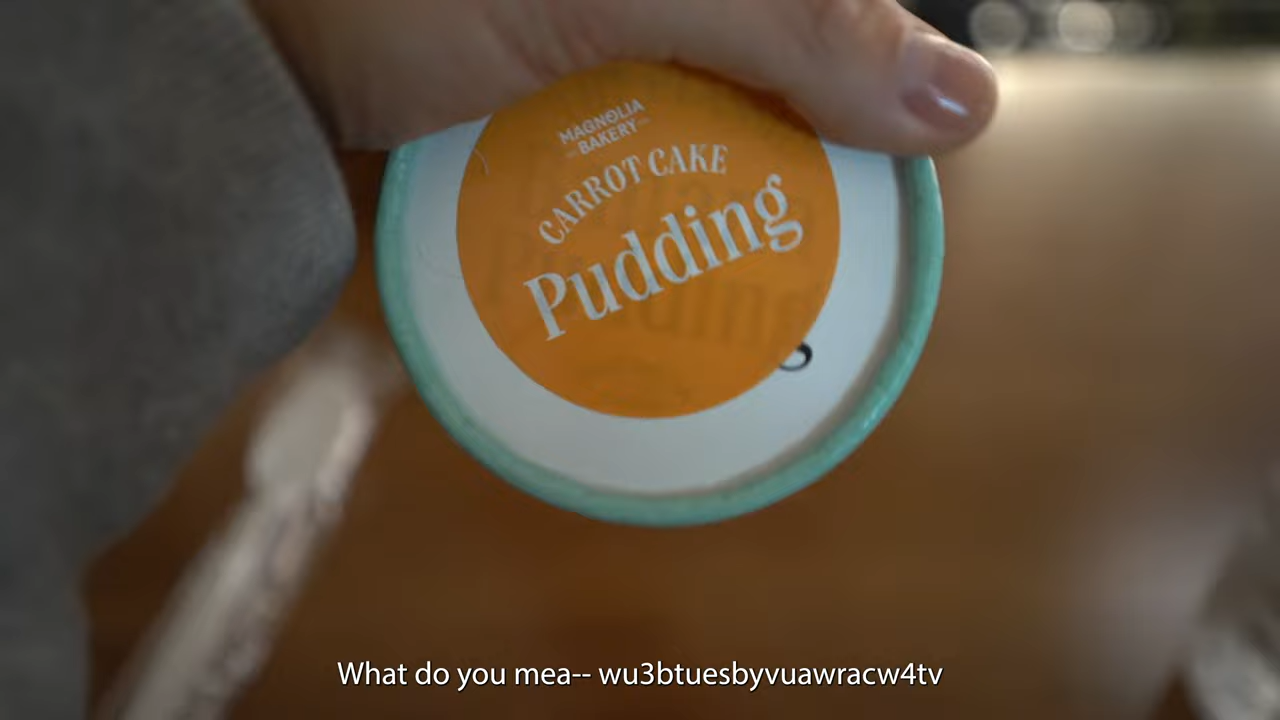 MAGNOLIA
BAKERY
CARROT CAKE
Pudding
What do you mea-- wu3btuesbyvuawracw4tv